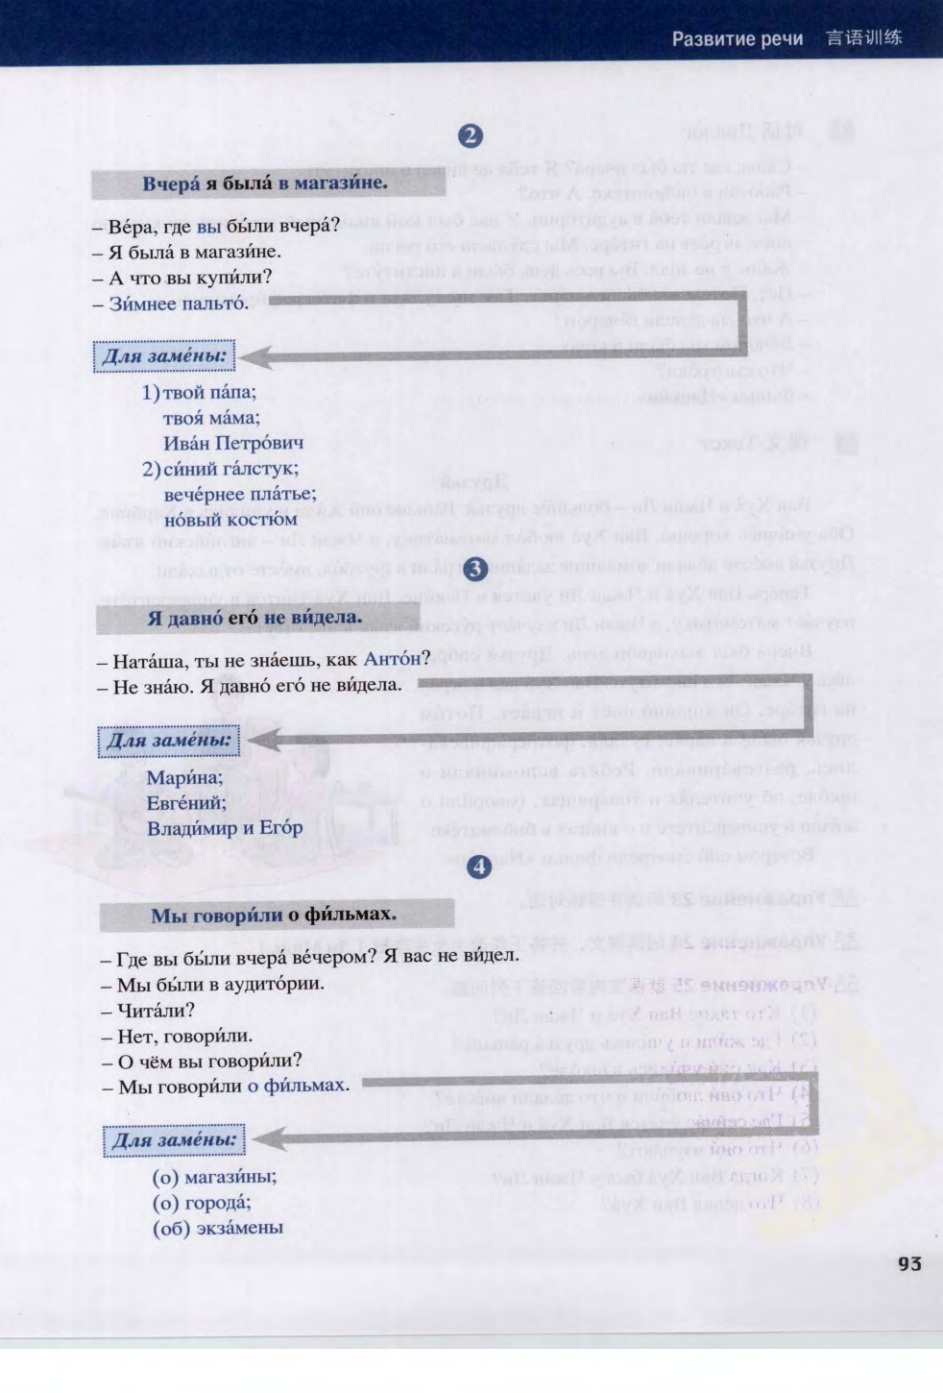 Развитие речи 言语训练
2
Вчера́ я была́ в магази́не.
– Ве́ра, где вы бы́ли вчера́?
– Я была́ в магази́не.
– А что вы купи́ли?
– Зи́мнее пальто́.
Для заме́ны:
1) твой па́па;
твоя́ ма́ма;
Ива́н Петро́вич
2) си́ний га́лстук;
вече́рнее пла́тье;
но́вый костю́м
3
Я давно́ его́ не ви́дела.
– Ната́ша, ты не зна́ешь, как Анто́н?
– Не зна́ю. Я давно́ его́ не ви́дела.
Для заме́ны:
Мари́на;
Евге́ний;
Влади́мир и Его́р
4
Мы говори́ли о фи́льмах.
– Где вы бы́ли вчера́ ве́чером? Я вас не ви́дел.
– Мы бы́ли в аудито́рии.
– Чита́ли?
– Нет, говори́ли.
– О чём вы говори́ли?
– Мы говори́ли о фи́льмах.
Для заме́ны:
(о) магази́ны;
(о) города́;
(об) экза́мены
93